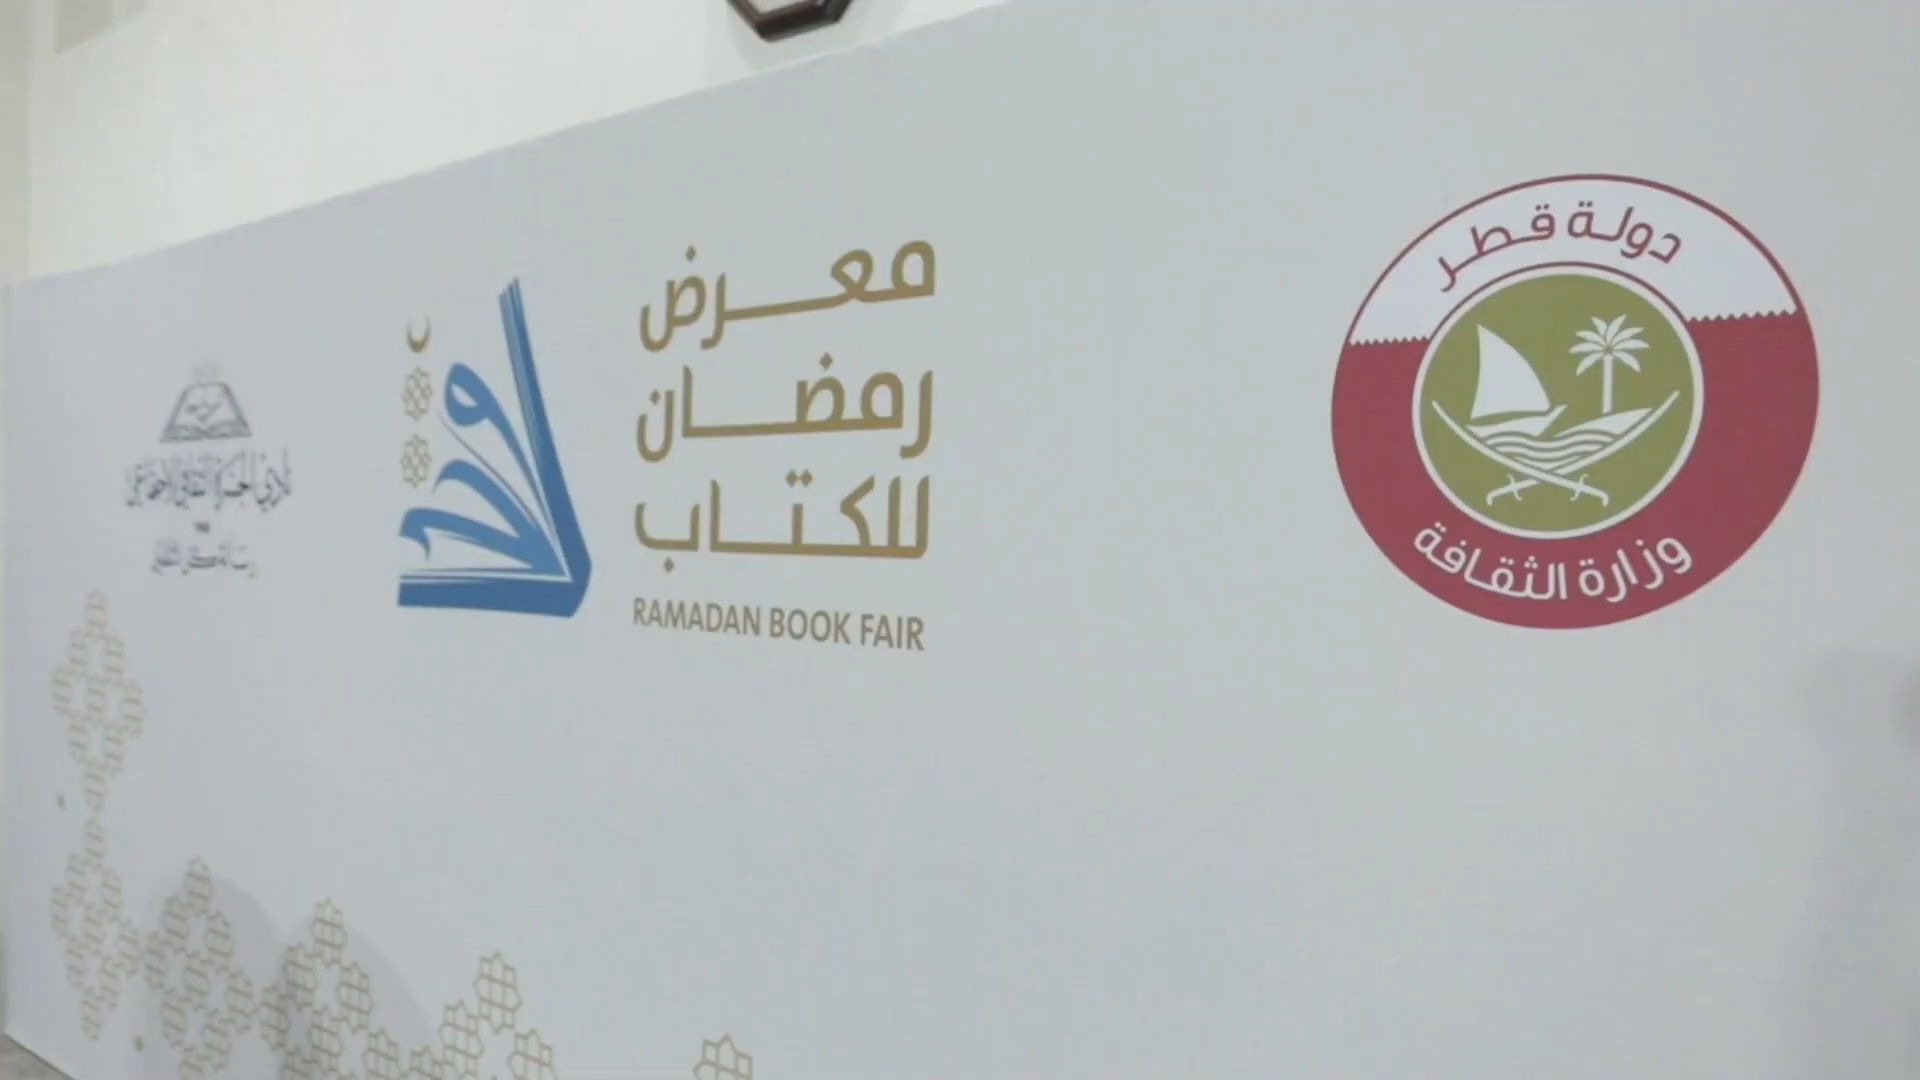 دولة قطر
وزارة الثقافة
معرض
رمضان
للكتاب
RAMADAN BOOK FAIR